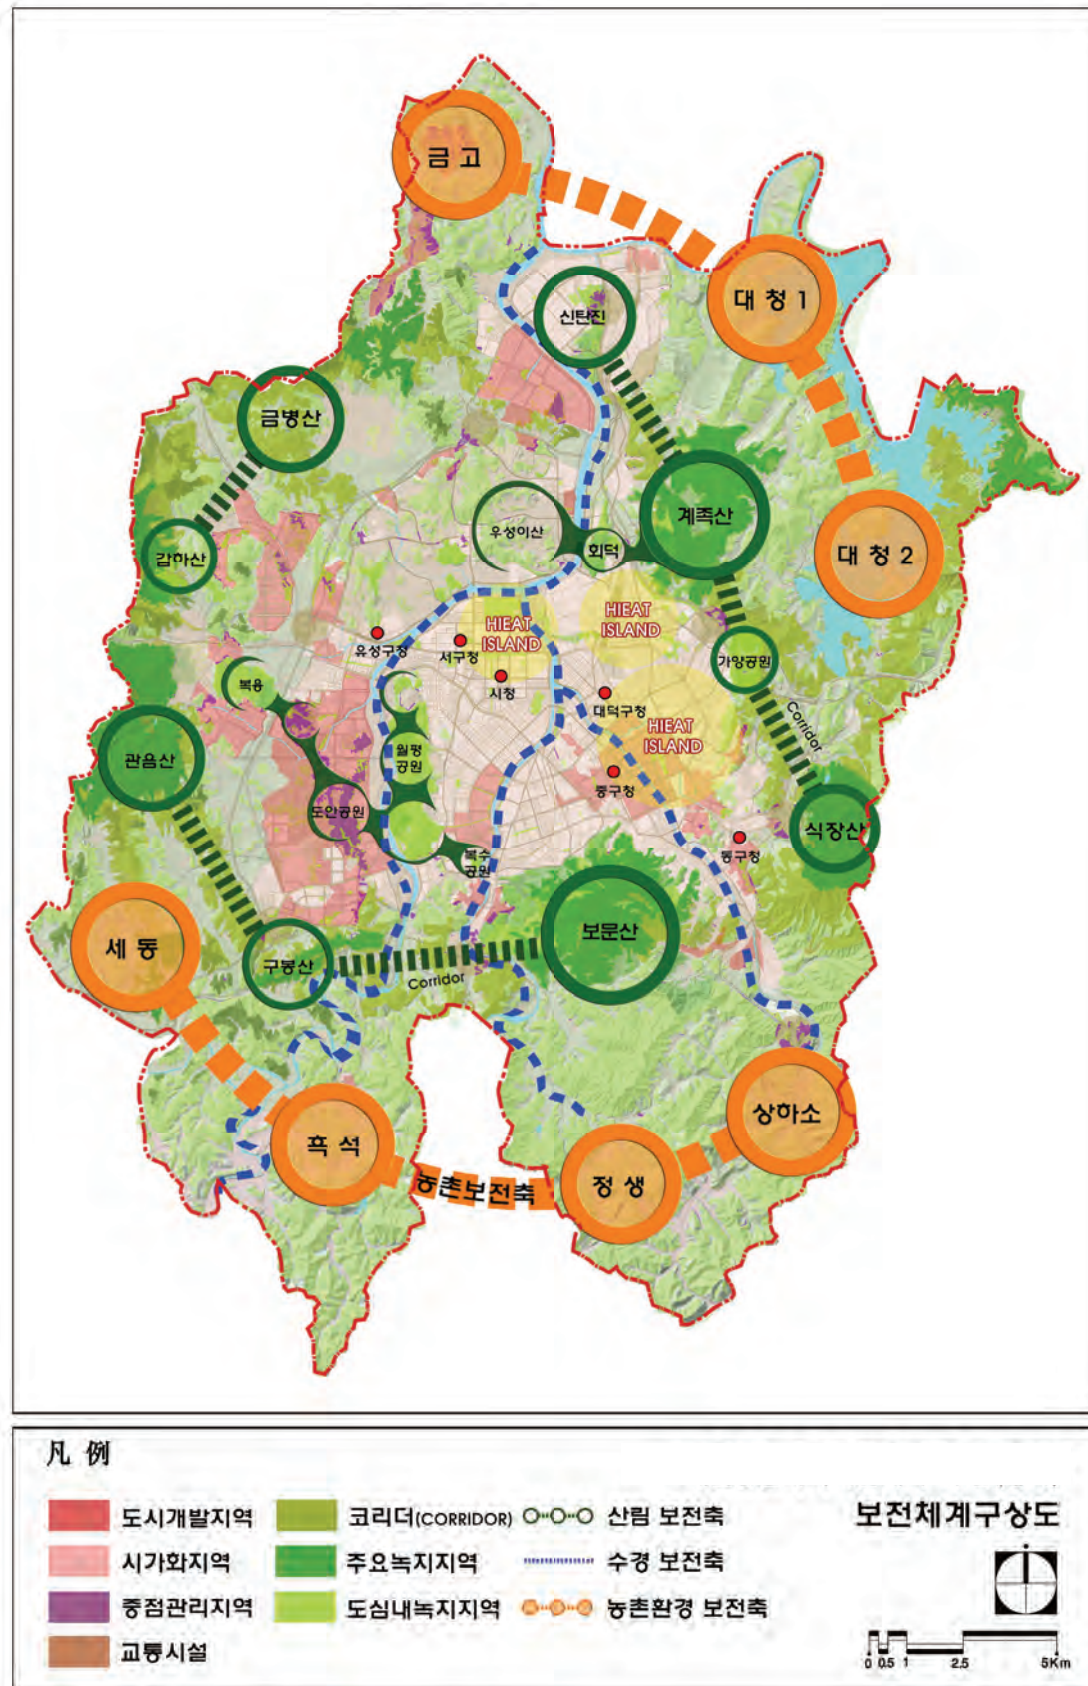 금 고
대 청 1
신탄진
금병산
계족산
우성이산
회덕
대 청 2
갑하산
HIEAT
ISLAND
HIEAT
ISLAND
유성구청
서구청
가양공원
시청
복용
대덕구청
Corridor
HIEAT
ISLAND
월평
공원
관음산
중구청
도안공원
식장산
동구청
복수
공원
보문산
세 동
구봉산
Corridor
상하소
흑 석
농촌보전축
정 생
凡 例
도시개발지역
코리더(CORRIDOR)
산림 보전축
보전체계구상도
시가화지역
주요녹지지역
수경 보전축
중점관리지역
도심내녹지지역
농촌환경 보전축
교통시설
0 0.5 1 2.5 5Km